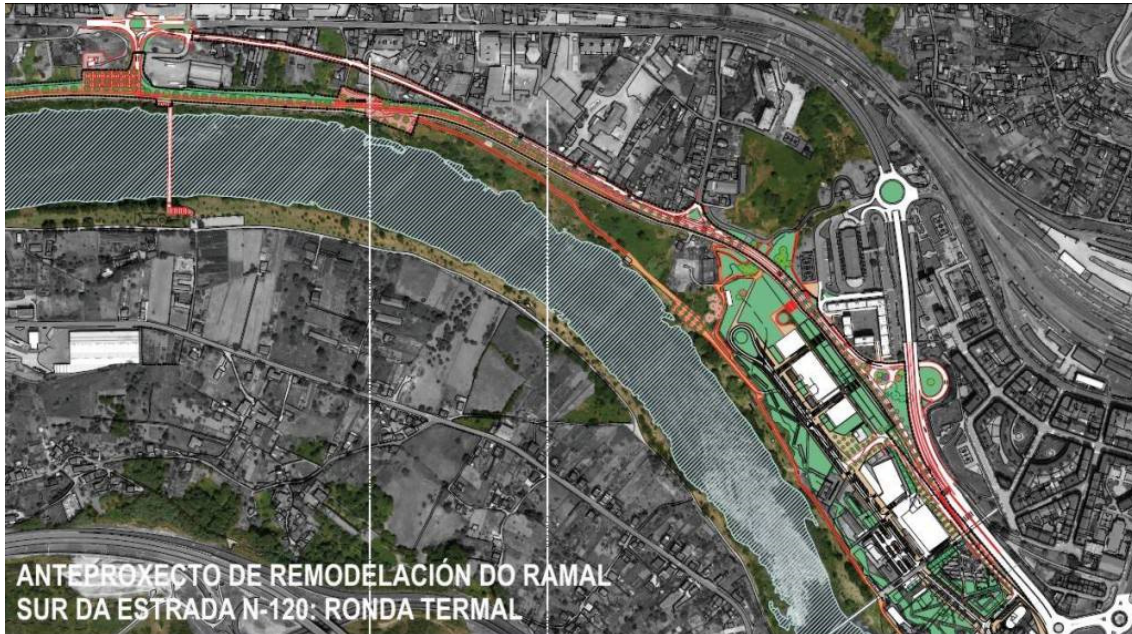 ANTEPROXECTO DE REMODELACIÓN DO RAMAL
SUR DA ESTRADA N-120: RONDA TERMAL